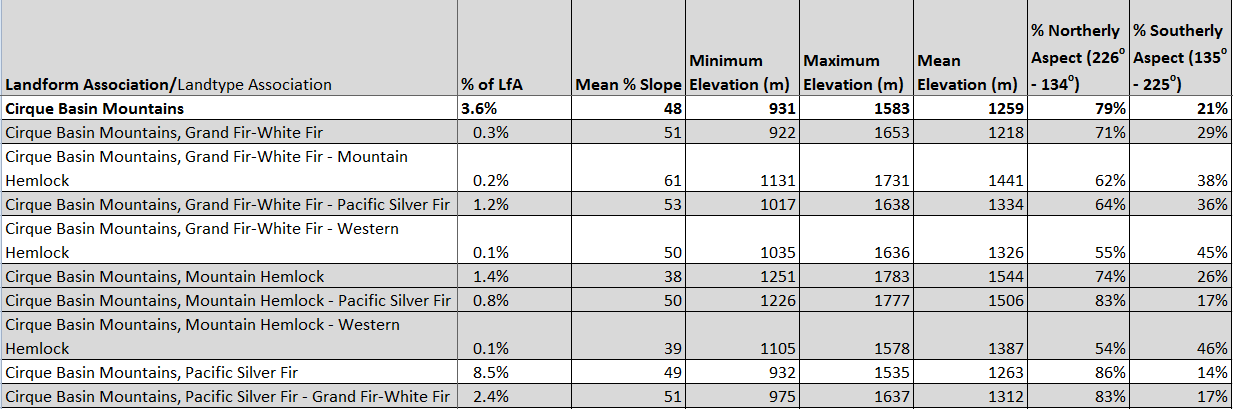 Landform Association/Landtype Association % of LfA Mean % Slope Minimum Elevation (m) Maximum Elevation (m) Mean Elevation (m) % Northerly Aspect (226° - 134°) % Southerly Aspect (135° - 225°)
Cirque Basin Mountains 3.6% 48 931 1583 1259 79% 21%
Cirque Basin Mountains, Grand Fir-White Fir 0.3% 51 922 1653 1218 71% 29%
Cirque Basin Mountains, Grand Fir-White Fir - Mountain
Hemlock 0.2% 61 1131 1731 1441 62% 38%
Cirque Basin Mountains, Grand Fir-White Fir - Pacific Silver Fir 1.2% 53 1017 1638 1334 64% 36%
Cirque Basin Mountains, Grand Fir-White Fir - Western
Hemlock 0.1% 50 1035 1636 1326 55% 45%
Cirque Basin Mountains, Mountain Hemlock 1.4% 38 1251 1783 1544 74% 26%
Cirque Basin Mountains, Mountain Hemlock - Pacific Silver Fir 0.8% 50 1226 1777 1506 83% 17%
Cirque Basin Mountains, Mountain Hemlock - Western
Hemlock 0.1% 39 1105 1578 1387 54% 46%
Cirque Basin Mountains, Pacific Silver Fir 8.5% 49 932 1535 1263 86% 14%
Cirque Basin Mountains, Pacific Silver Fir - Grand Fir-White Fir 2.4% 51 975 1637 1312 83% 17%